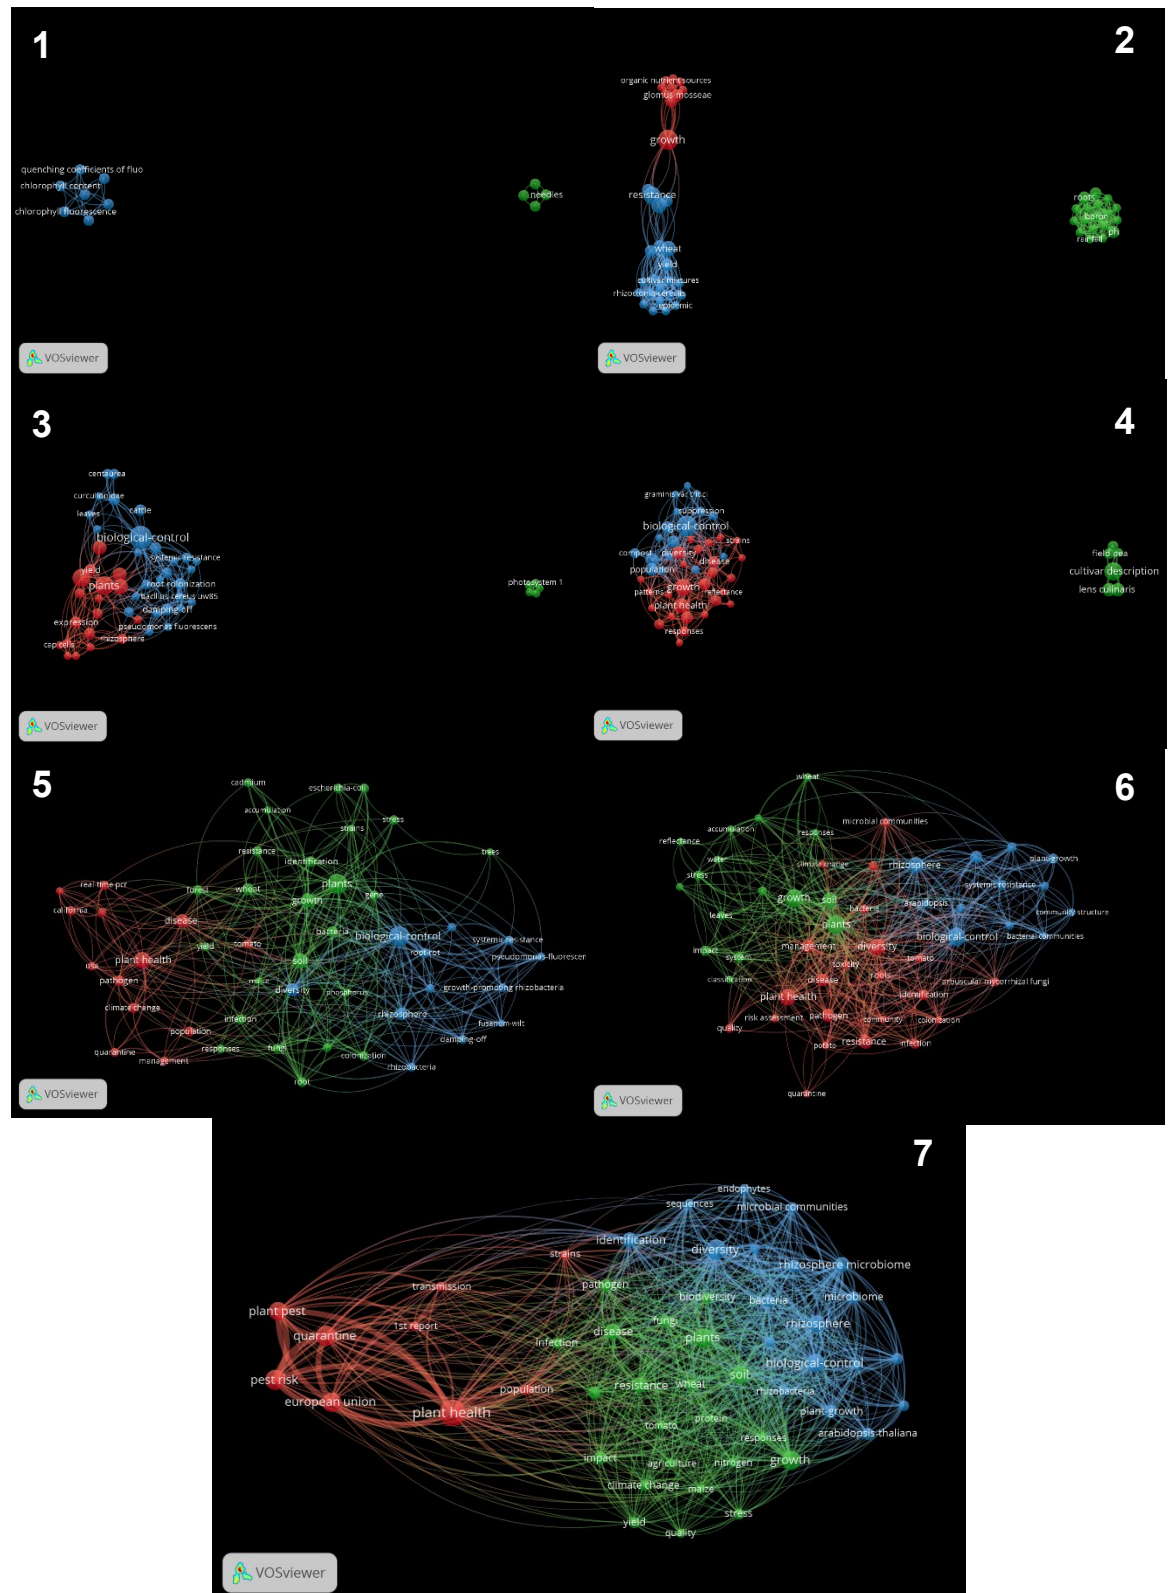 1
quenching coefficients of fluo
chlorophyll content
needles
chlorophyll fluorescence
VOSviewer
2
organic nutrient sources
glomus mosseae
growth
resistance
roots
bpmr
ph
rainfall
wheat
yield
cultivar mixtures
rhizoctonia-cerealis
epidemic
VOSviewer
3
centaurea
curculionidae
leaves
cattle
biological-control
systemic resistance
yield
plants
root colonization
bacillus cereus uw85
damping-off
expression
pseudomonas fluorescens
rhizosphere
cap cells
photosystem 1
VOSviewer
4
graminis var tritici
suppression
biological-control
strains
compost
diversity
disease
population
growth
patterns
reflectance
plant health
responses
field pea
cultivar description
lens culinaris
VOSviewer
5
cadmium
escherichia-coli
accumulation
stress
strains
resistance
identification
trees
real-time pcr
forest
wheat
plants
growth
gene
california
disease
bacteria
biological-control
systemic resistance
yield
tomato
root-rot
pseudomonas-fluorescen
plant health
soil
usa
pathogen
maize
diversity
phosphorus
growth-promoting rhizobacteria
climate change
infection
rhizosphere
fusarium-wilt
population
damping-off
quarantine
management
responses
fungi
colonization
rhizobacteria
root
VOSviewer
6
wheat
microbial communities
accumulation
responses
reflectance
water
climate change
rhizosphere
plant-growth
stress
systemic resistance
growth
soil
arabidopsis
leaves
bacteria
community structure
plants
biological-control
bacterial communities
impact
management
diversity
system
tomato
toxicity
classification
disease
roots
arbuscular mycorrhizal fungi
plant health
identification
quality
risk assessment
pathogen
community
colonization
potato
resistance
infection
quarantine
VOSviewer
7
endophytes
sequences
microbial communities
identification
diversity
strains
rhizosphere microbiome
transmission
pathogen
biodiversity
bacteria
microbiome
plant pest
1st report
fungi
rhizosphere
quarantine
disease
plants
infection
biological-control
pest risk
soil
population
resistance
wheat
rhizobacteria
european union
plant health
plant-growth
tomato
protein
arabidopsis-thaliana
responses
impact
agriculture
nitrogen
growth
climate change
maize
yield
stress
quality
VOSviewer